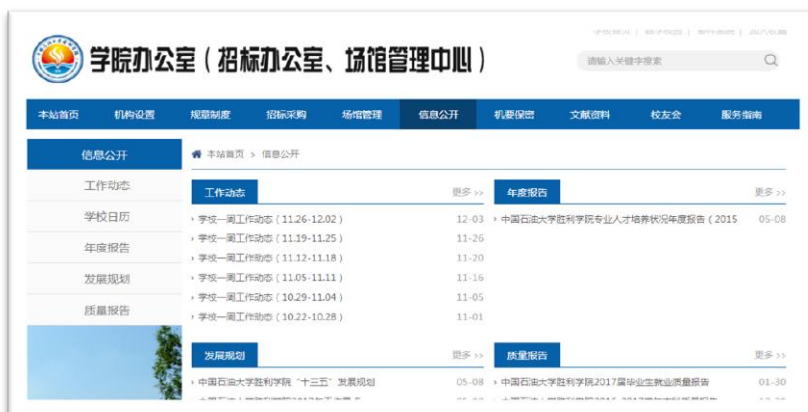 学院办公室（招标办公室、场馆管理中心）
请输入关键字搜索
本站首页 机构设置 规章制度 招标采购 场馆管理 信息公开 机要保密 文献资料 校友会 服务指南
信息公开
工作动态
学校日历
年度报告
发展规划
质量报告
本站首页 > 信息公开
工作动态 更多 >>
学校一周工作动态（11.26-12.02） 12-03
学校一周工作动态（11.19-11.25） 11-26
学校一周工作动态（11.12-11.18） 11-20
学校一周工作动态（11.05-11.11） 11-16
学校一周工作动态（10.29-11.04） 11-05
学校一周工作动态（10.22-10.28） 11-01
年度报告 更多 >>
中国石油大学胜利学院专业人才培养状况年度报告（2015 05-08
发展规划 更多 >>
中国石油大学胜利学院“十三五”发展规划 05-08
质量报告 更多 >>
中国石油大学胜利学院2017届毕业生就业质量报告 01-30